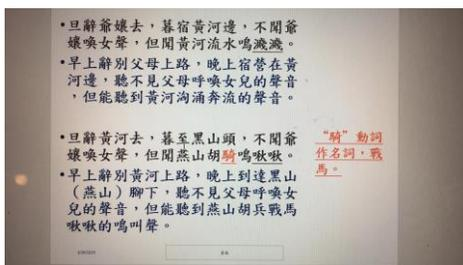 •旦辭爺孃去，暮宿黃河邊，不聞爺
孃喚女聲，但聞黃河流水鳴濺濺。
•早上辭別父母上路，晚上宿營在黃
河邊，聽不見父母呼喚女兒的聲音
，但能聽到黃河洶涌奔流的聲音。
•旦辭黃河去，暮至黑山頭，不聞爺
孃喚女聲，但聞燕山胡騎鳴啾啾。
•早上辭別黃河上路，晚上到達黑山
（燕山）腳下，聽不見父母呼喚女
兒的聲音，但能聽到燕山胡兵戰馬
啾啾的鳴叫聲。
“騎”動詞
作名詞，戰
馬。